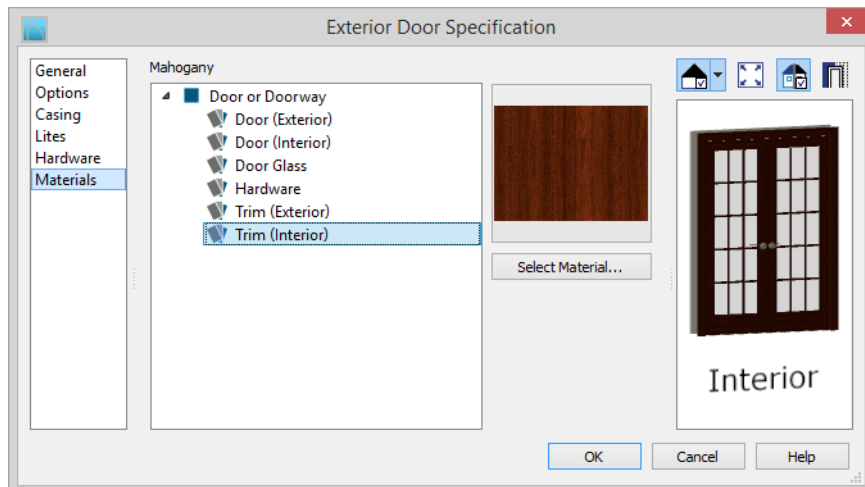 Exterior Door Specification
General
Options
Casing
Lites
Hardware
Materials
Mahogany
Door or Doorway
Door (Exterior)
Door (Interior)
Door Glass
Hardware
Trim (Exterior)
Trim (Interior)
Select Material...
Interior
OK
Cancel
Help